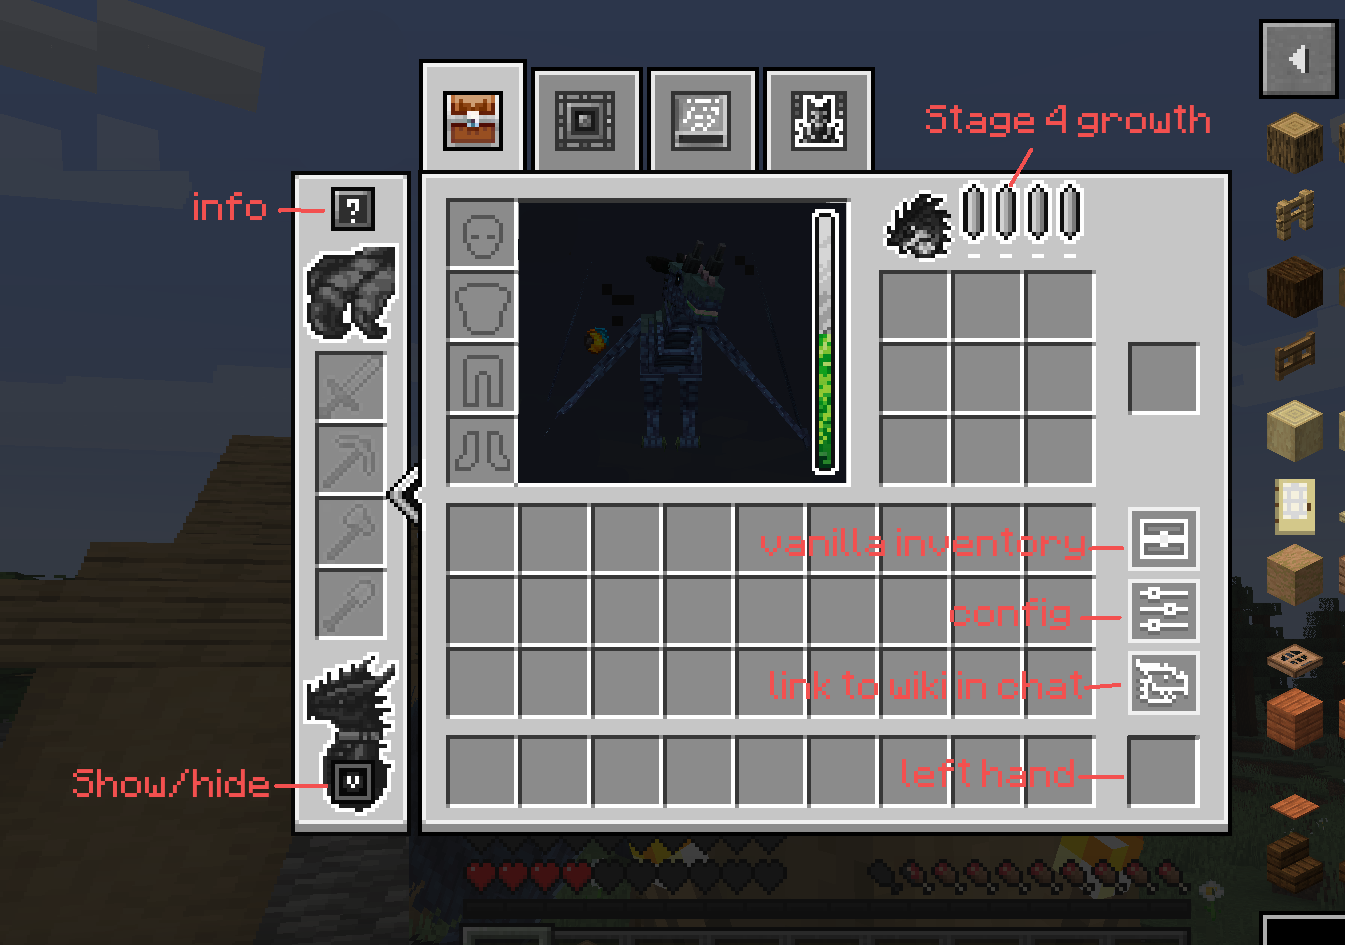 Stage 4 growth
info
?
vanilla inventory
config
link to wiki in chat
left hand
Show/hide